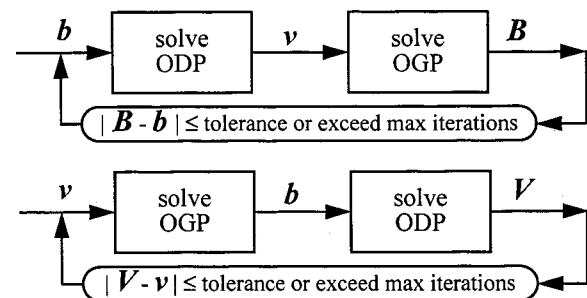 b
solve
ODP
v
solve
OGP
B
| B - b | ≤ tolerance or exceed max iterations
v
solve
OGP
b
solve
ODP
V
| V - v | ≤ tolerance or exceed max iterations